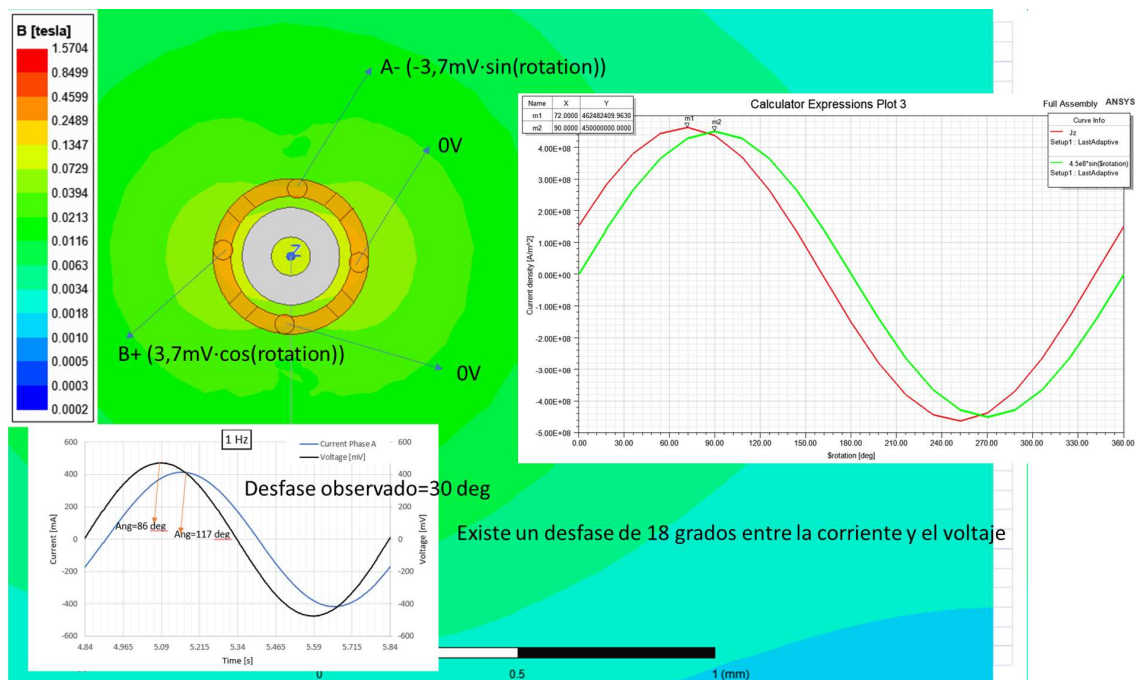 B [tesla]
1.5704
0.8499
0.4599
0.2489
0.1347
0.0729
0.0394
0.0213
0.0116
0.0063
0.0034
0.0018
0.0010
0.0005
0.0003
0.0002
A- (-3,7mV·sin(rotation))
0V
Z
B+ (3,7mV·cos(rotation))
0V
Calculator Expressions Plot 3
Full Assembly
ANSYS
Name X Y
m1 72.0000 462482409.9630
m2 90.0000 450000000.0000
Curve Info
Jz
Setup1 : LastAdaptive
4.5e8*sin($rotation)
Setup1 : LastAdaptive
m1 m2
Current density [A/m^2]
4.00E+08
3.00E+08
2.00E+08
1.00E+08
0.00E+00
-1.00E+08
-2.00E+08
-3.00E+08
-4.00E+08
-5.00E+08
0.00 30.00 60.00 90.00 120.00 150.00 180.00 210.00 240.00 270.00 300.00 330.00 360.00
$rotation [deg]
1 Hz
Current Phase A
Voltage [mV]
Current [mA]
600
400
200
0
-200
-400
-600
Ang=86 deg
Ang=117 deg
600
400
200
0
-200
-400
-600
Voltage [mV]
4.84 4.965 5.09 5.215 5.34 5.465 5.59 5.715 5.84
Time [s]
Desfase observado=30 deg
Existe un desfase de 18 grados entre la corriente y el voltaje
0 0.5 1 (mm)